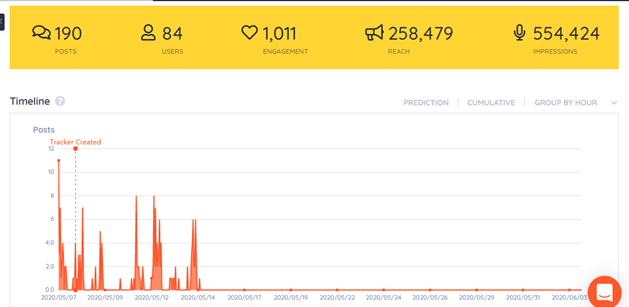 190 84 1,011 258,479 554,424
POSTS USERS ENGAGEMENT REACH IMPRESSIONS
Timeline ? PREDICTION CUMULATIVE GROUP BY HOUR
Posts
Tracker Created
12
10
8
6
4.0
2.0
0.0
2020/05/07 2020/05/09 2020/05/12 2020/05/14 2020/05/17 2020/05/19 2020/05/22 2020/05/24 2020/05/26 2020/05/29 2020/05/31 2020/06/03